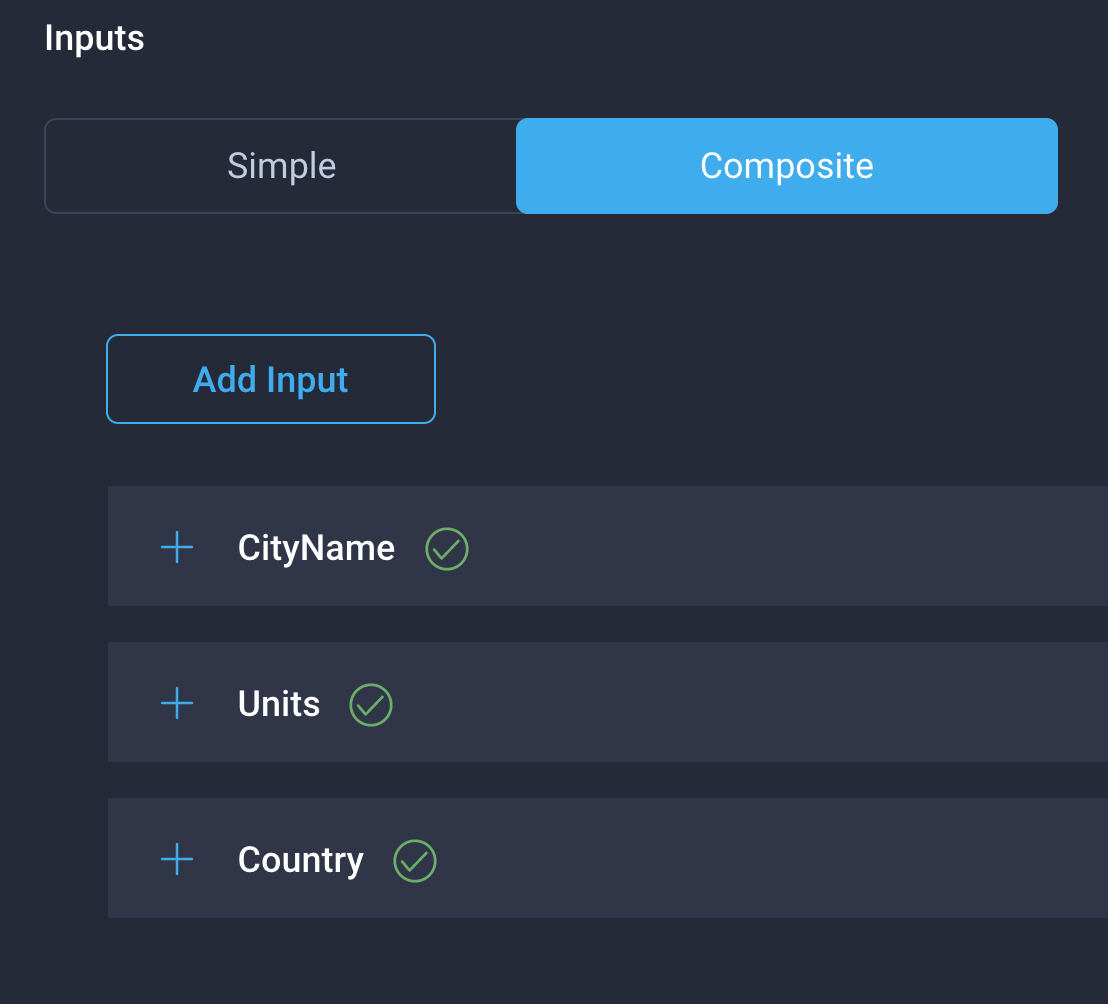 Inputs
Simple Composite
Add Input
CityName
Units
Country